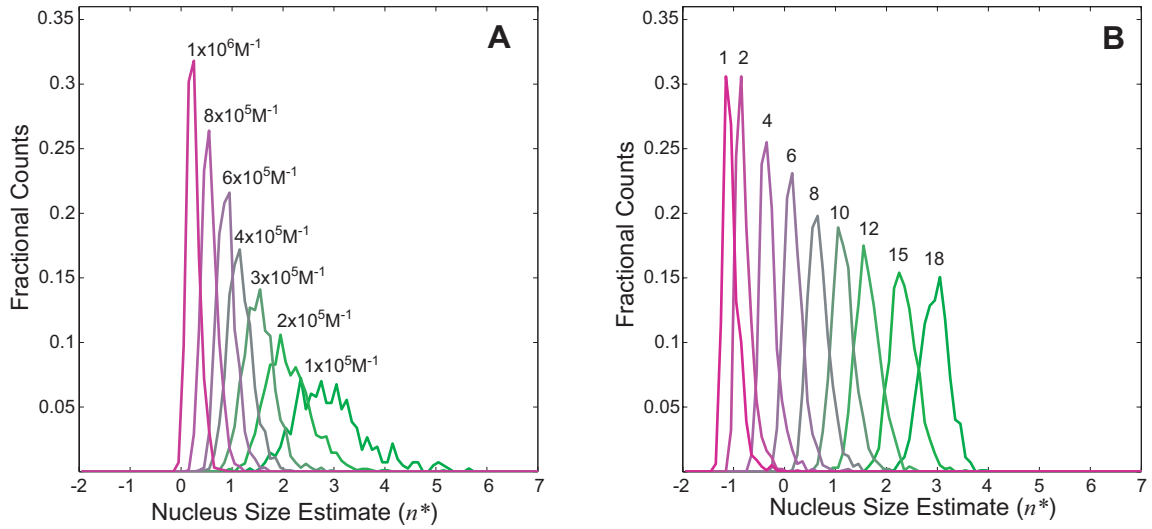 A
0.35
0.3
0.25
0.2
0.15
0.1
0.05
Fractional Counts
1x10⁶M⁻¹
8x10⁵M⁻¹
6x10⁵M⁻¹
4x10⁵M⁻¹
3x10⁵M⁻¹
2x10⁵M⁻¹
1x10⁵M⁻¹
-2 -1 0 1 2 3 4 5 6 7
Nucleus Size Estimate (n*)
B
0.35
0.3
0.25
0.2
0.15
0.1
0.05
Fractional Counts
1 2
4
6
8
10
12
15
18
-2 -1 0 1 2 3 4 5 6 7
Nucleus Size Estimate (n*)